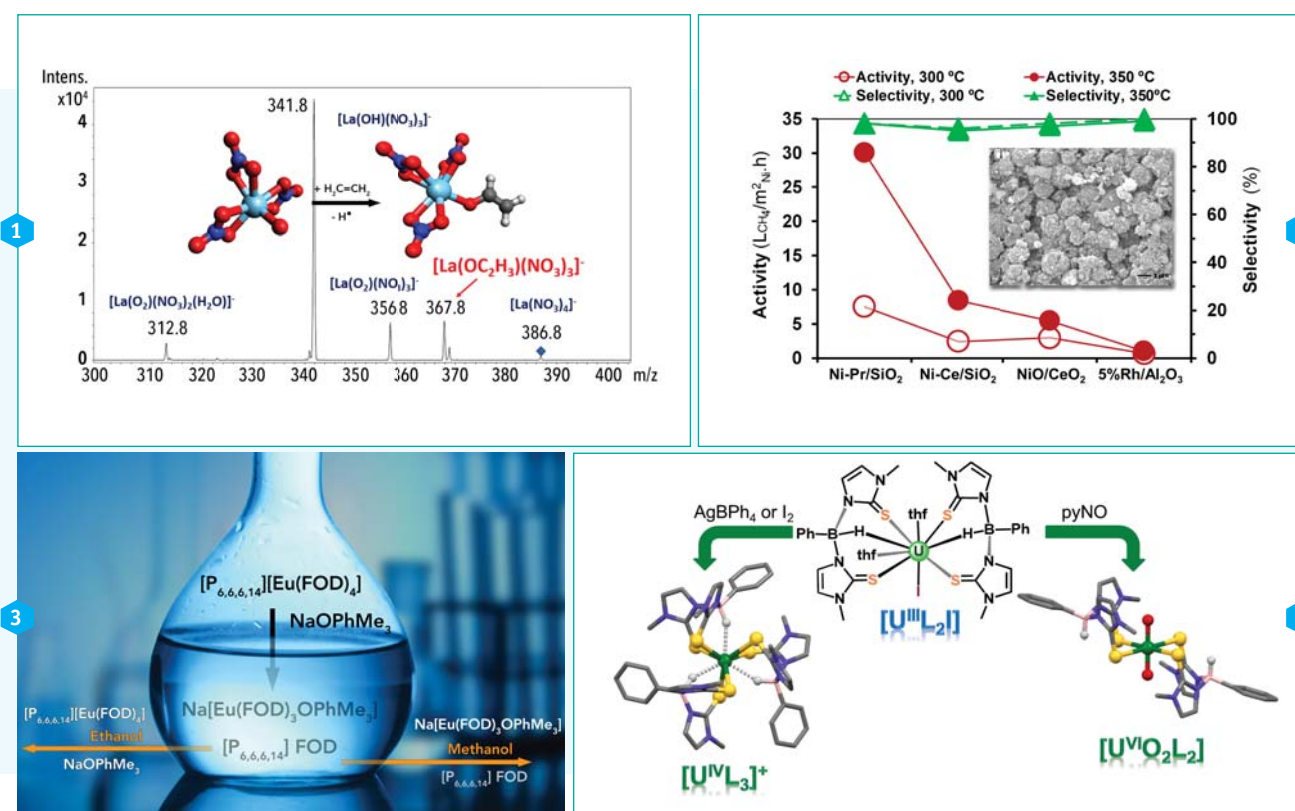 Intens.
x10⁴
4
3
2
1
0
341.8
[La(OH)(NO₃)₃]⁻
+ H₂C=CH₂
- H•
[La(O₂)(NO₃)₃]⁻
[La(OC₂H₃)(NO₃)₃]⁻
[La(O₂)(NO₃)₂(H₂O)]⁻
[La(NO₃)₄]⁻
312.8
356.8
367.8
386.8
300 310 320 330 340 350 360 370 380 390 400 m/z
1
Activity, 300 ºC
Activity, 350 ºC
Selectivity, 300 ºC
Selectivity, 350ºC
Activity (L_CH₄/m²_Ni.h)
35
30
25
20
15
10
5
0
100
80
60
40
20
0
Selectivity (%)
Ni-Pr/SiO₂ Ni-Ce/SiO₂ NiO/CeO₂ 5%Rh/Al₂O₃
3
[P₆,₆,₆,₁₄][Eu(FOD)₄]
NaOPhMe₃
Na[Eu(FOD)₃OPhMe₃]
[P₆,₆,₆,₁₄] FOD
[P₆,₆,₆,₁₄][Eu(FOD)₄]
Ethanol
NaOPhMe₃
Na[Eu(FOD)₃OPhMe₃]
Methanol
[P₆,₆,₆,₁₄] FOD
AgBPh₄ or I₂
pyNO
N
N
S
thf
S
N
N
Ph
B
H
U
H
B
Ph
thf
N
N
S
I
S
N
N
[UᴵᴵᴵL₂I]
[UᴵⱽL₃]⁺
[UⱽᴵO₂L₂]